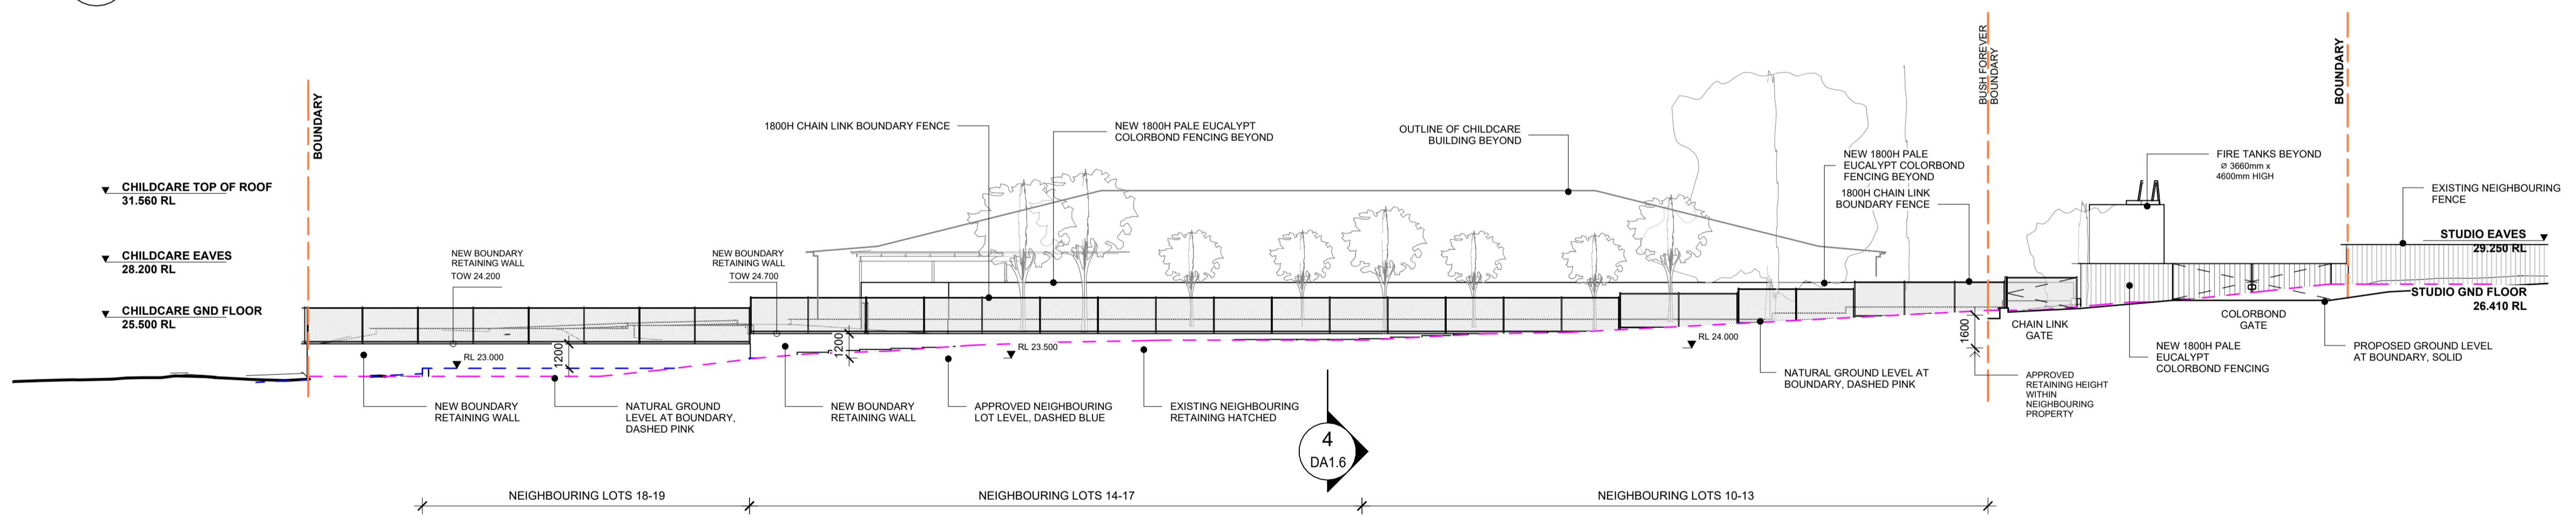 BOUNDARY
BUSH FOREVER
BOUNDARY
BOUNDARY
CHILDCARE TOP OF ROOF
31.560 RL
CHILDCARE EAVES
28.200 RL
CHILDCARE GND FLOOR
25.500 RL
NEW BOUNDARY
RETAINING WALL
TOW 24.200
NEW BOUNDARY
RETAINING WALL
TOW 24.700
1800H CHAIN LINK BOUNDARY FENCE
NEW 1800H PALE EUCALYPT
COLORBOND FENCING BEYOND
OUTLINE OF CHILDCARE
BUILDING BEYOND
NEW 1800H PALE
EUCALYPT COLORBOND
FENCING BEYOND
1800H CHAIN LINK
BOUNDARY FENCE
FIRE TANKS BEYOND
Ø 3660mm x
4600mm HIGH
EXISTING NEIGHBOURING
FENCE
STUDIO EAVES
29.250 RL
STUDIO GND FLOOR
26.410 RL
RL 23.000
1200
1200
RL 23.500
RL 24.000
1600
CHAIN LINK
GATE
COLORBOND
GATE
NEW BOUNDARY
RETAINING WALL
NATURAL GROUND
LEVEL AT BOUNDARY,
DASHED PINK
NEW BOUNDARY
RETAINING WALL
APPROVED NEIGHBOURING
LOT LEVEL, DASHED BLUE
EXISTING NEIGHBOURING
RETAINING HATCHED
NATURAL GROUND LEVEL AT
BOUNDARY, DASHED PINK
APPROVED
RETAINING HEIGHT
WITHIN
NEIGHBOURING
PROPERTY
NEW 1800H PALE
EUCALYPT
COLORBOND FENCING
PROPOSED GROUND LEVEL
AT BOUNDARY, SOLID
4
DA1.6
NEIGHBOURING LOTS 18-19
NEIGHBOURING LOTS 14-17
NEIGHBOURING LOTS 10-13